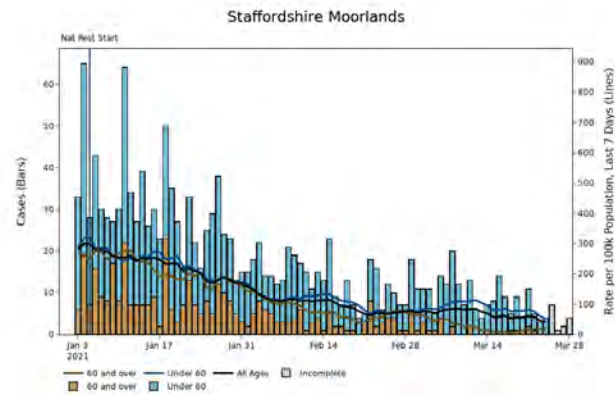 Staffordshire Moorlands
Nat Rest Start
Cases (Bars)
60
50
40
30
20
10
0
Rate per 100k Population, Last 7 Days (Lines)
900
800
700
600
500
400
300
200
100
0
Jan 3
2021
Jan 17
Jan 31
Feb 14
Feb 28
Mar 14
Mar 28
60 and over
Under 60
All Ages
Incomplete
60 and over
Under 60